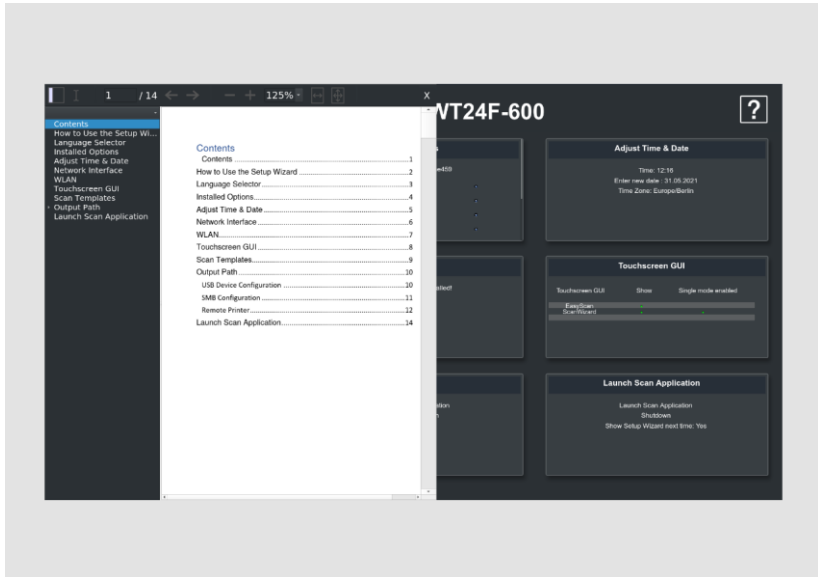 1 / 14 125% X
Contents
How to Use the Setup Wi...
Language Selector
Installed Options
Adjust Time & Date
Network Interface
WLAN
Touchscreen GUI
Scan Templates
Output Path
Launch Scan Application
Contents
Contents ........ 1
How to Use the Setup Wizard ........ 2
Language Selector ........ 3
Installed Options ........ 4
Adjust Time & Date ........ 5
Network Interface ........ 6
WLAN ........ 7
Touchscreen GUI ........ 8
Scan Templates ........ 9
Output Path ........ 10
USB Device Configuration ........ 10
SMB Configuration ........ 11
Remote Printer ........ 12
Launch Scan Application ........ 14
WT24F-600 ?
Adjust Time & Date
Time: 12:16
Enter new date : 31.05.2021
Time Zone: Europe/Berlin
Touchscreen GUI
Touchscreen GUI Show Single mode enabled
EasyScan
ScanWizard
Launch Scan Application
Launch Scan Application
Shutdown
Show Setup Wizard next time: Yes